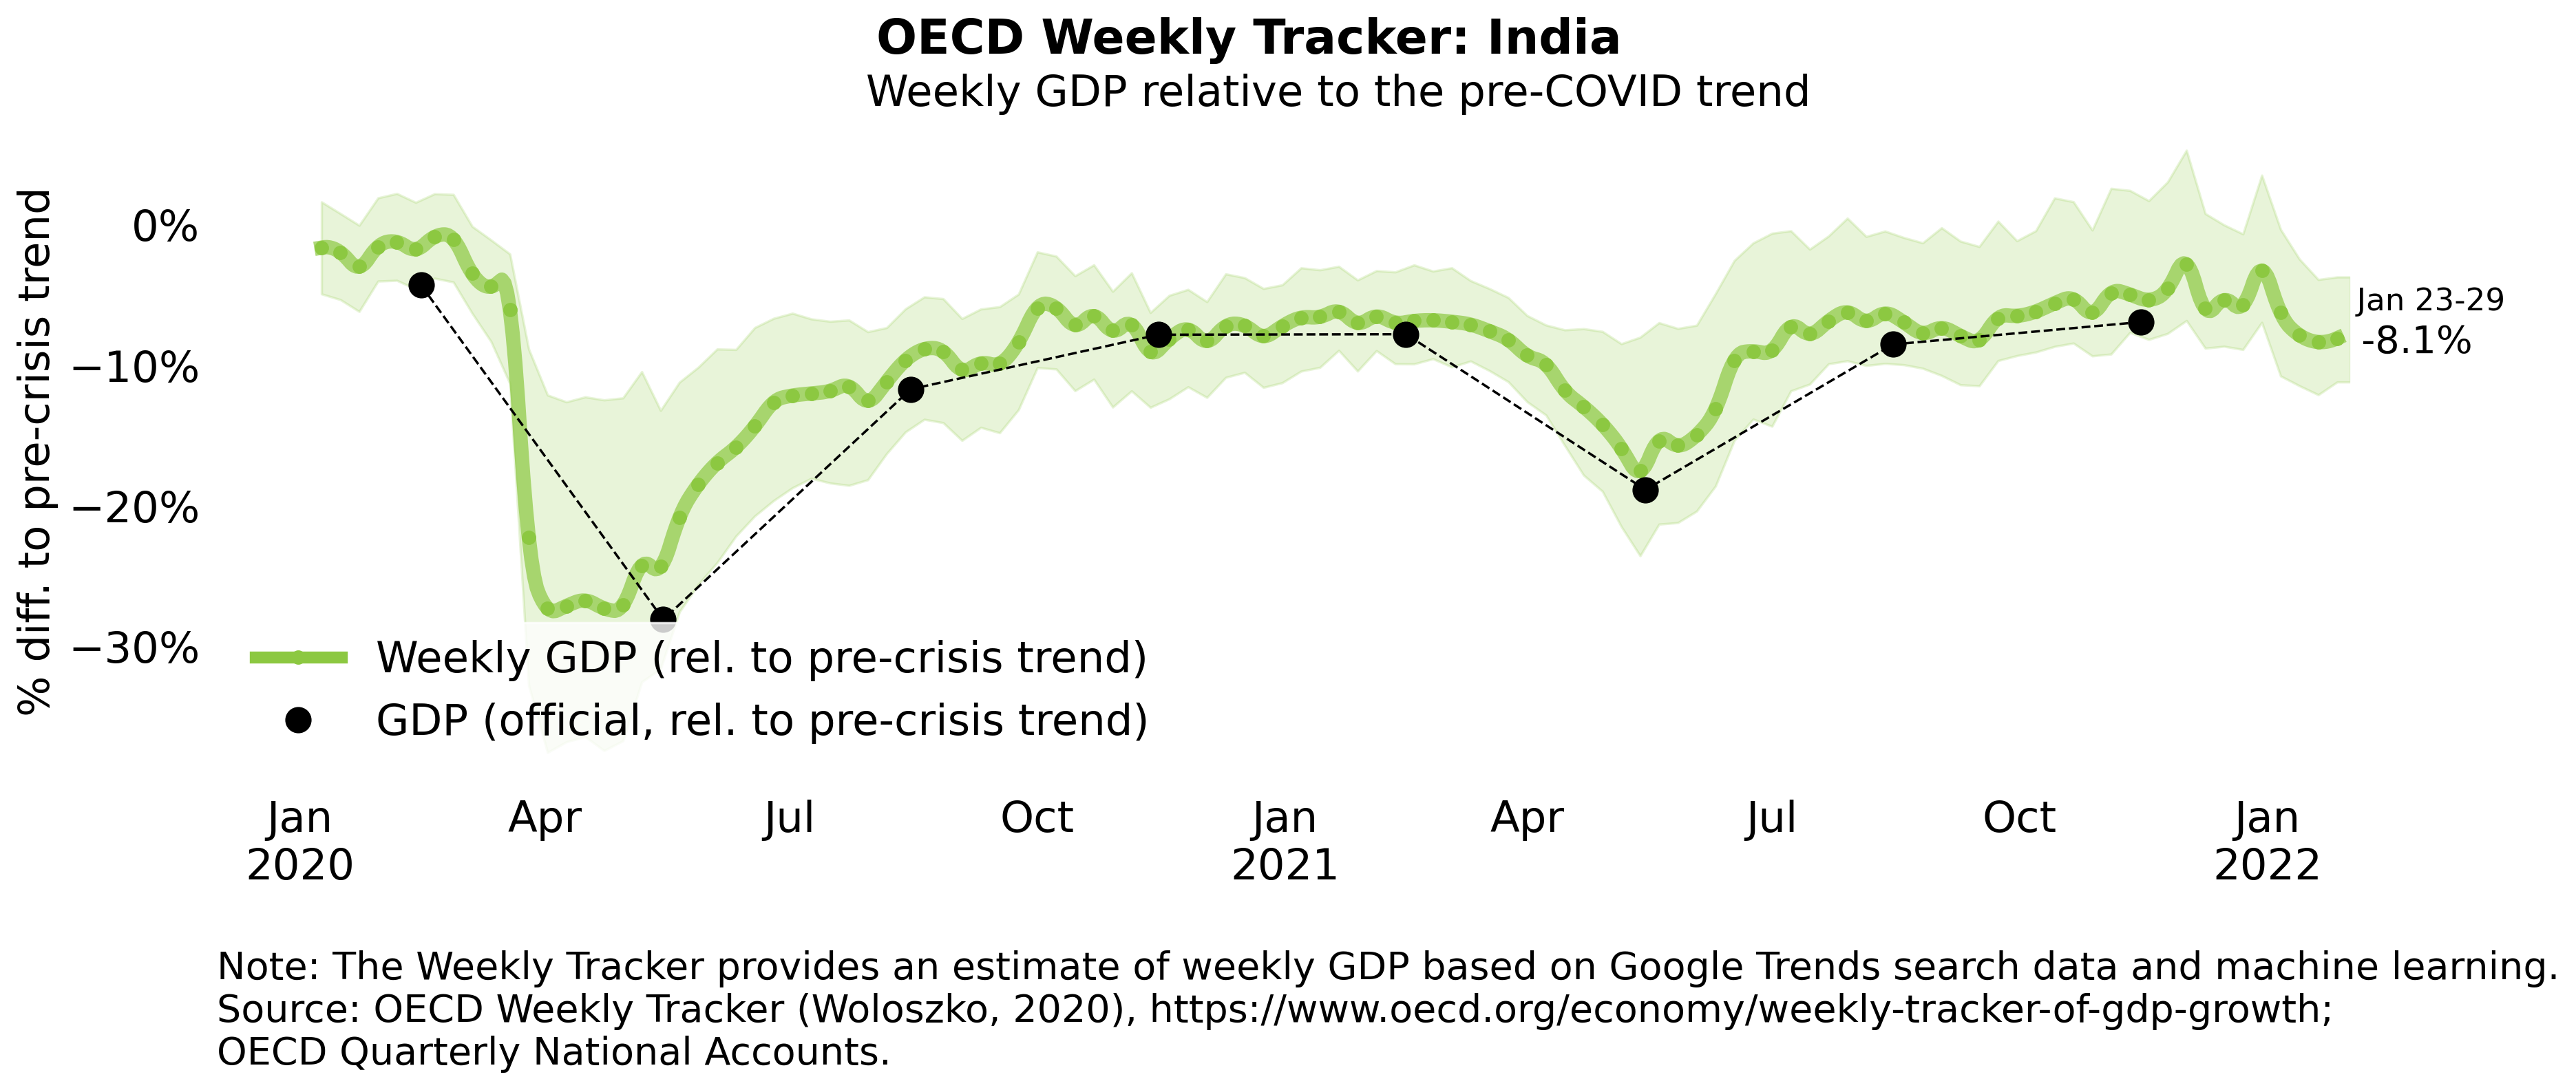 OECD Weekly Tracker: India
Weekly GDP relative to the pre-COVID trend
% diff. to pre-crisis trend
0%
−10%
−20%
−30%
Jan 23-29
-8.1%
Weekly GDP (rel. to pre-crisis trend)
GDP (official, rel. to pre-crisis trend)
Jan Apr Jul Oct Jan Apr Jul Oct Jan
2020 2021 2022
Note: The Weekly Tracker provides an estimate of weekly GDP based on Google Trends search data and machine learning.
Source: OECD Weekly Tracker (Woloszko, 2020), https://www.oecd.org/economy/weekly-tracker-of-gdp-growth;
OECD Quarterly National Accounts.